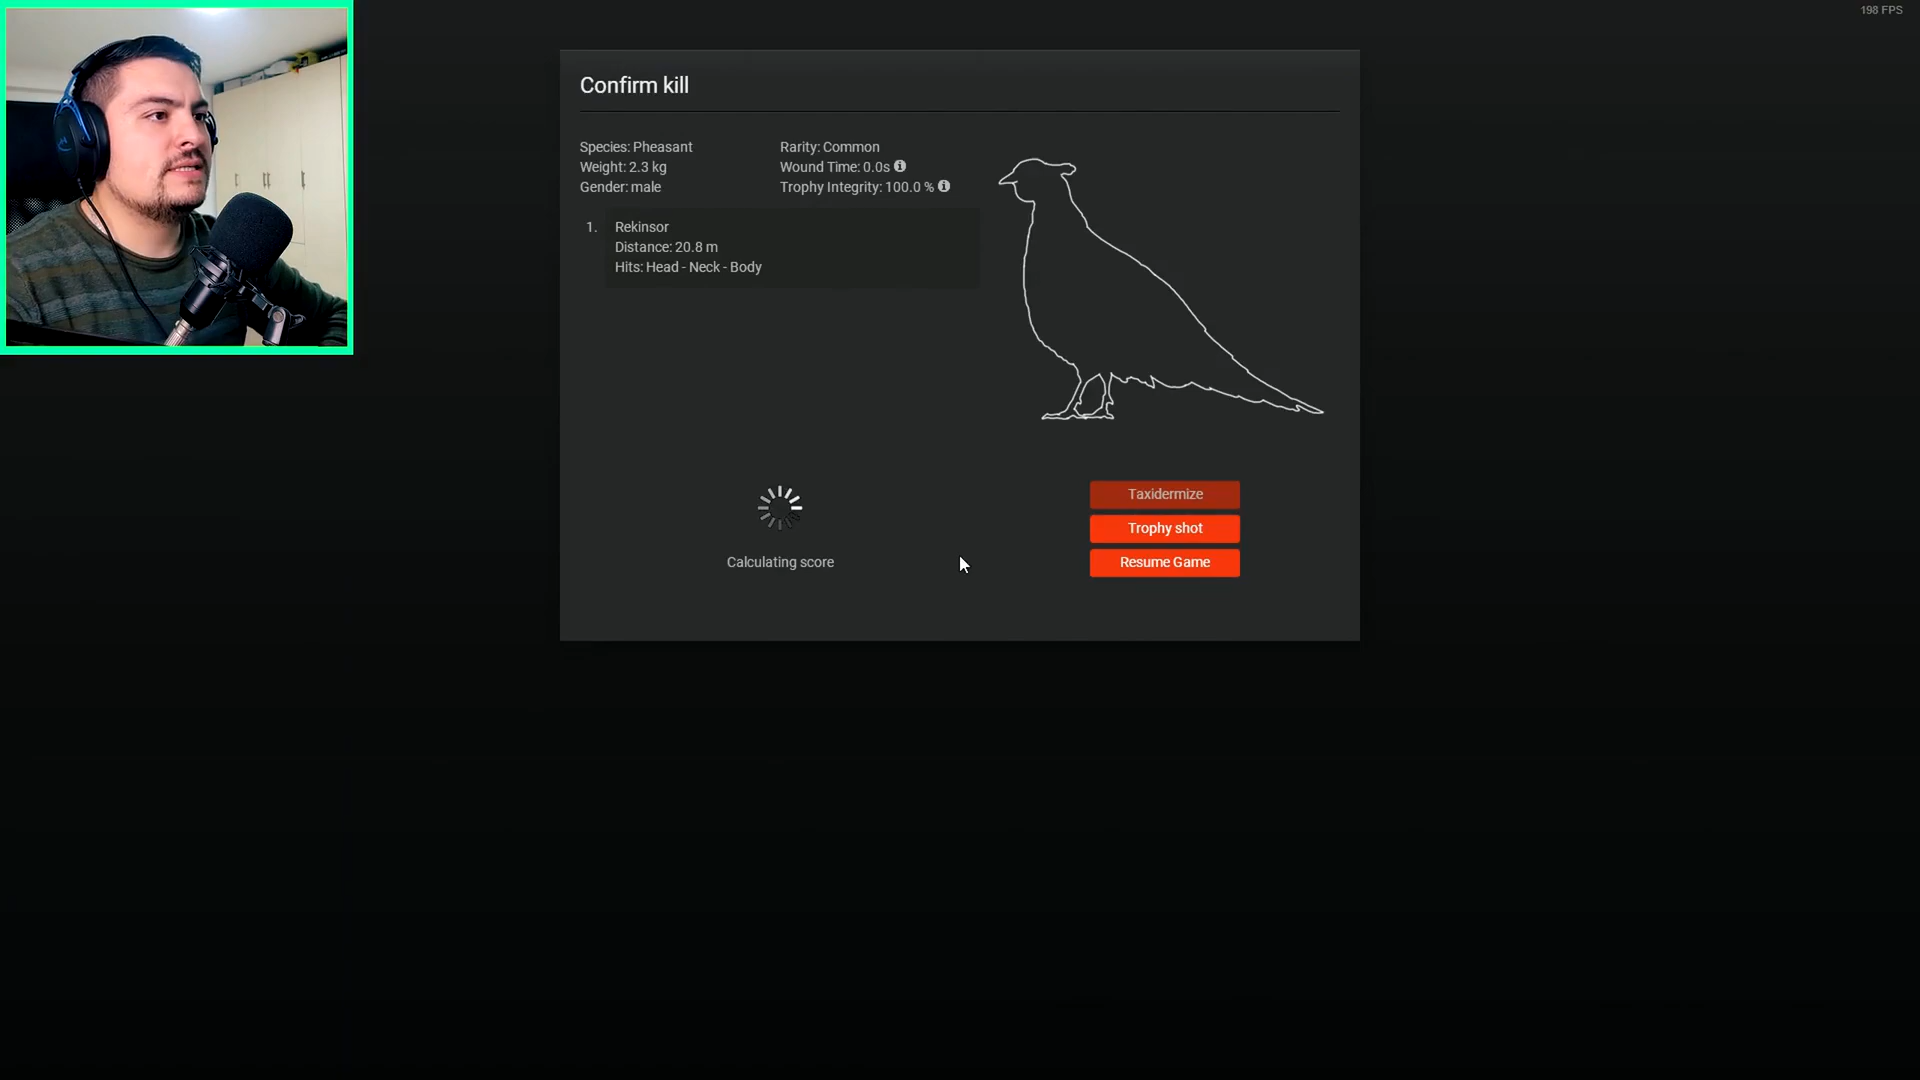 198 FPS
Confirm kill
Species: Pheasant
Weight: 2.3 kg
Gender: male
Rarity: Common
Wound Time: 0.0s
Trophy Integrity: 100.0 %
1. Rekinsor
Distance: 20.8 m
Hits: Head - Neck - Body
Calculating score
Taxidermize
Trophy shot
Resume Game